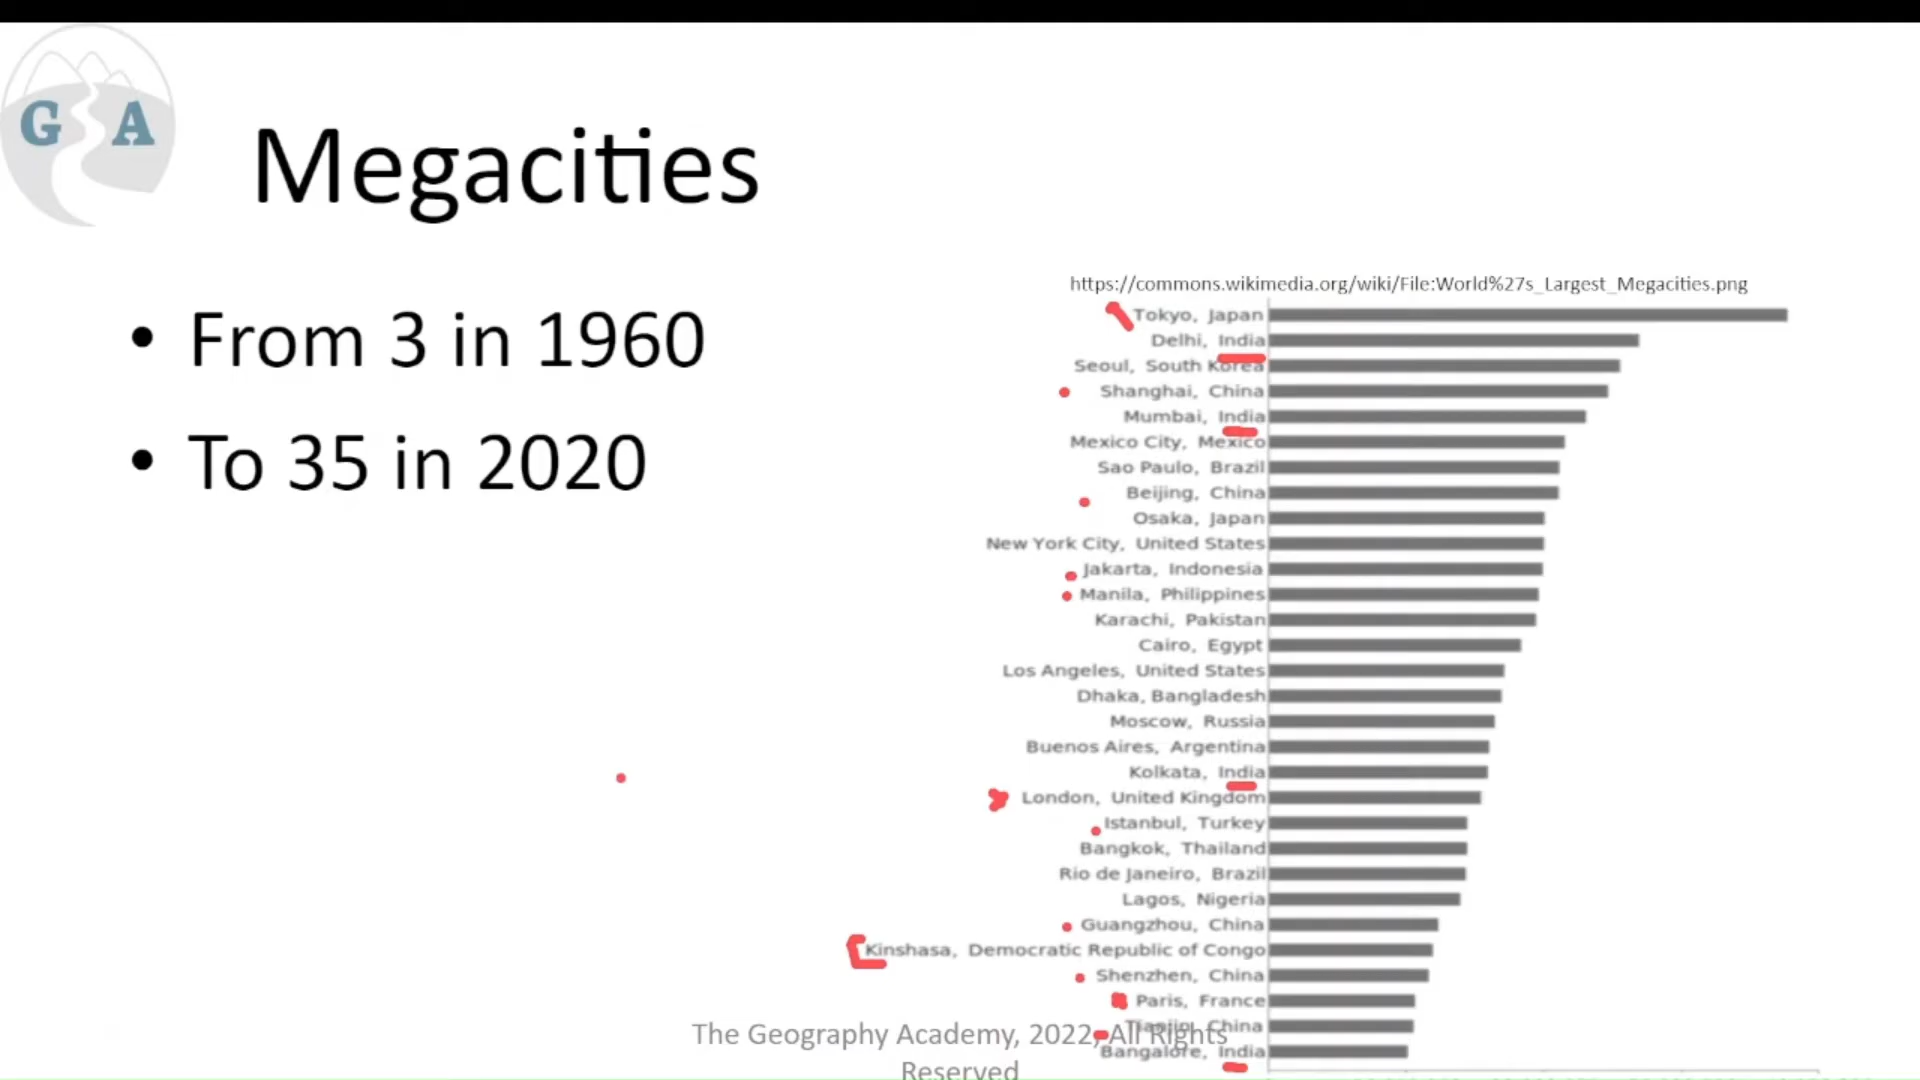 G A
Megacities
• From 3 in 1960
• To 35 in 2020
https://commons.wikimedia.org/wiki/File:World%27s_Largest_Megacities.png
Tokyo, Japan
Delhi, India
Seoul, South Korea
Shanghai, China
Mumbai, India
Mexico City, Mexico
Sao Paulo, Brazil
Beijing, China
Osaka, Japan
New York City, United States
Jakarta, Indonesia
Manila, Philippines
Karachi, Pakistan
Cairo, Egypt
Los Angeles, United States
Dhaka, Bangladesh
Moscow, Russia
Buenos Aires, Argentina
Kolkata, India
London, United Kingdom
Istanbul, Turkey
Bangkok, Thailand
Rio de Janeiro, Brazil
Lagos, Nigeria
Guangzhou, China
Kinshasa, Democratic Republic of Congo
Shenzhen, China
Paris, France
Tianjin, China
Bangalore, India
The Geography Academy, 2022, All Rights
Reserved